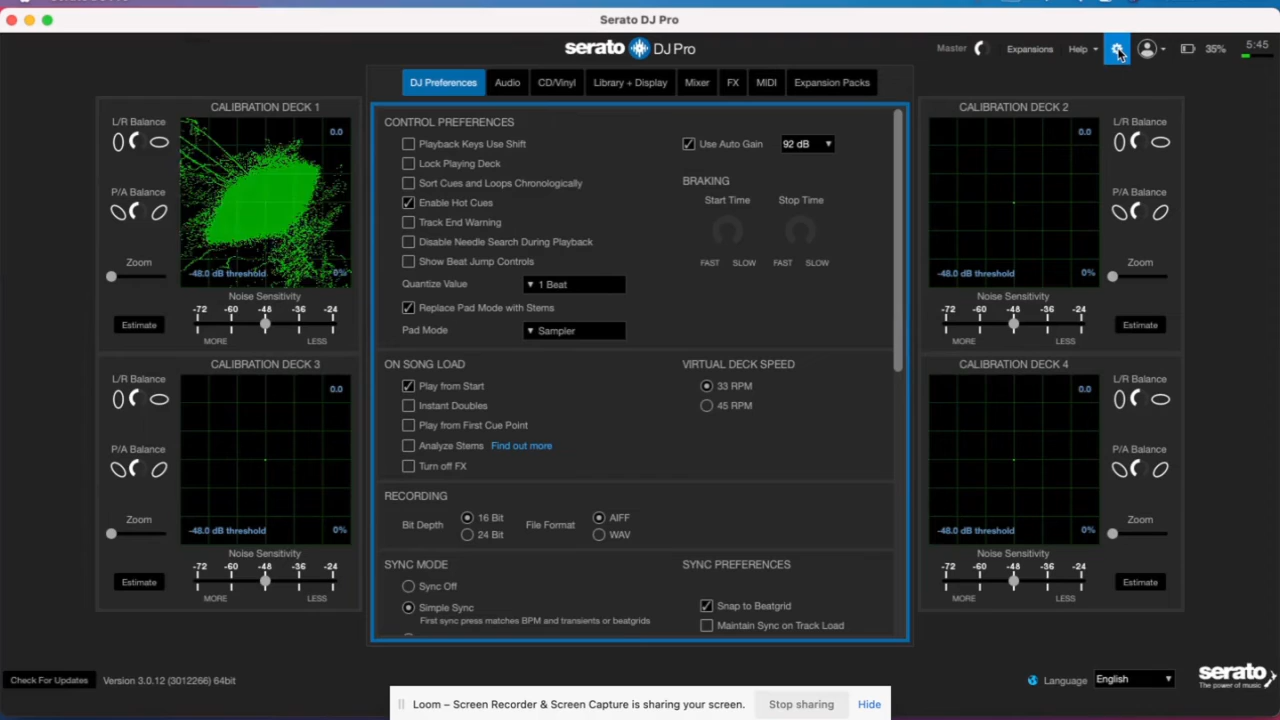 Serato DJ Pro
serato DJ Pro
Master
Expansions
Help
35%
5:45
DJ Preferences
Audio
CD/Vinyl
Library + Display
Mixer
FX
MIDI
Expansion Packs
CALIBRATION DECK 1
L/R Balance
P/A Balance
Zoom
0.0
-48.0 dB threshold
0%
Noise Sensitivity
-72 -60 -48 -36 -24
MORE LESS
Estimate
CALIBRATION DECK 3
L/R Balance
P/A Balance
Zoom
0.0
-48.0 dB threshold
0%
Noise Sensitivity
-72 -60 -48 -36 -24
MORE LESS
Estimate
CONTROL PREFERENCES
Playback Keys Use Shift
Lock Playing Deck
Sort Cues and Loops Chronologically
Enable Hot Cues
Track End Warning
Disable Needle Search During Playback
Show Beat Jump Controls
Quantize Value 1 Beat
Replace Pad Mode with Stems
Pad Mode Sampler
Use Auto Gain 92 dB
BRAKING
Start Time Stop Time
FAST SLOW FAST SLOW
ON SONG LOAD
Play from Start
Instant Doubles
Play from First Cue Point
Analyze Stems Find out more
Turn off FX
VIRTUAL DECK SPEED
33 RPM
45 RPM
RECORDING
Bit Depth
16 Bit
24 Bit
File Format
AIFF
WAV
SYNC MODE
Sync Off
Simple Sync
First sync press matches BPM and transients or beatgrids
SYNC PREFERENCES
Snap to Beatgrid
Maintain Sync on Track Load
CALIBRATION DECK 2
0.0
-48.0 dB threshold
0%
L/R Balance
P/A Balance
Zoom
Noise Sensitivity
-72 -60 -48 -36 -24
MORE LESS
Estimate
CALIBRATION DECK 4
0.0
-48.0 dB threshold
0%
L/R Balance
P/A Balance
Zoom
Noise Sensitivity
-72 -60 -48 -36 -24
MORE LESS
Estimate
Check For Updates
Version 3.0.12 (3012266) 64bit
Language English
serato
The power of music
Loom – Screen Recorder & Screen Capture is sharing your screen.
Stop sharing
Hide